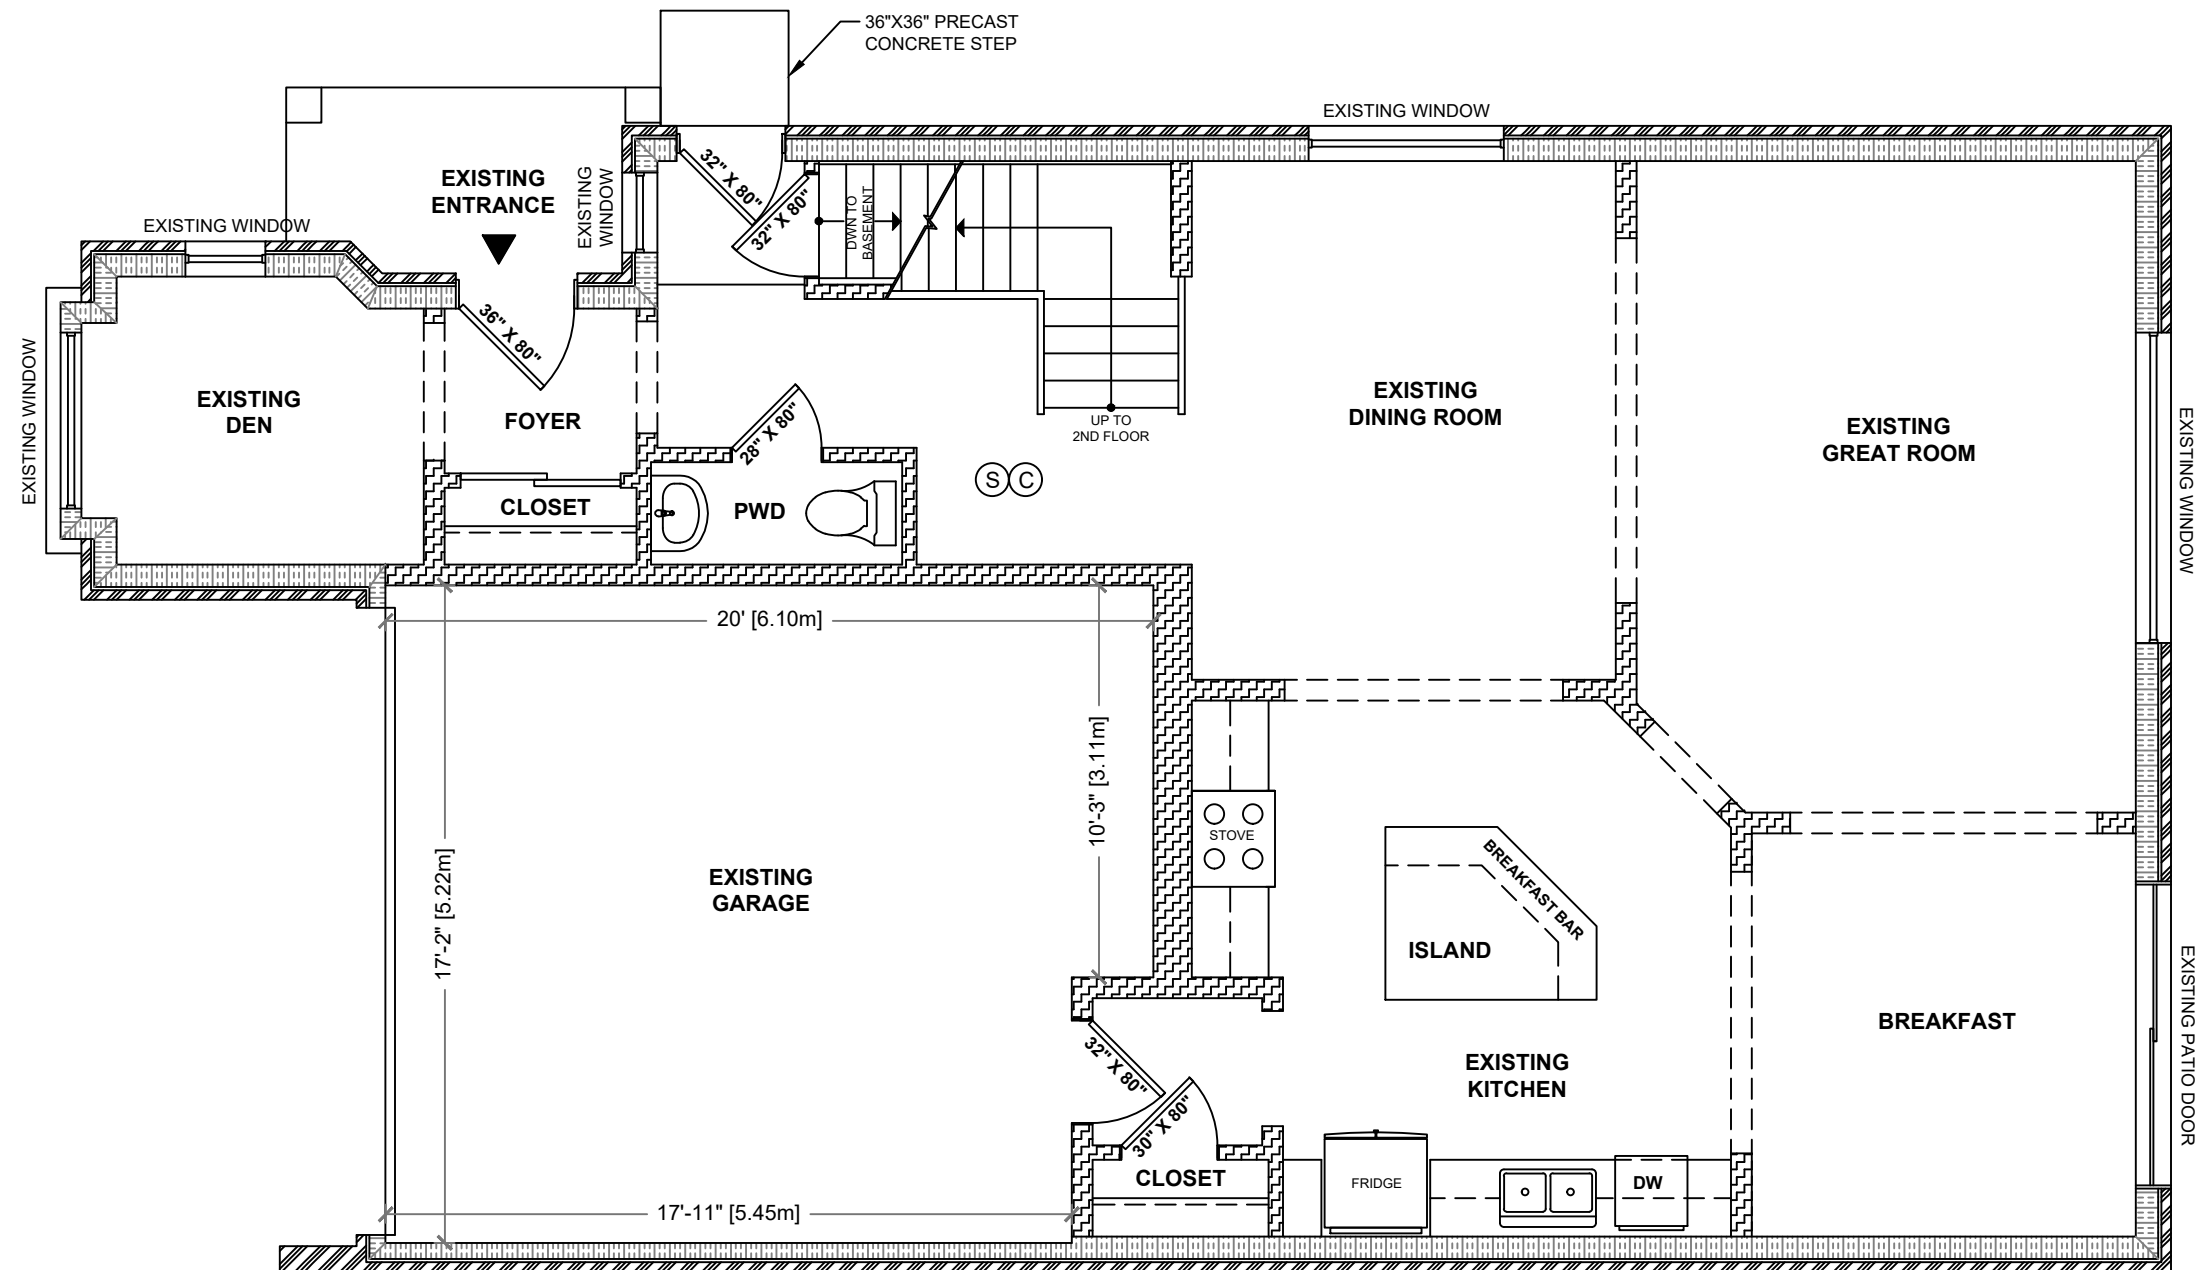 36"X36" PRECAST
CONCRETE STEP
EXISTING WINDOW
EXISTING
ENTRANCE
EXISTING
WINDOW
EXISTING WINDOW
32" X 80"
32" X 80"
DWN TO
BASEMENT
36" X 80"
EXISTING WINDOW
EXISTING
DEN
FOYER
28" X 80"
UP TO
2ND FLOOR
EXISTING
DINING ROOM
EXISTING
GREAT ROOM
EXISTING WINDOW
CLOSET
PWD
S
C
20' [6.10m]
17'-2" [5.22m]
10'-3" [3.11m]
STOVE
EXISTING
GARAGE
BREAKFAST BAR
ISLAND
BREAKFAST
EXISTING PATIO DOOR
32" X 80"
EXISTING
KITCHEN
30" X 80"
CLOSET
FRIDGE
DW
17'-11" [5.45m]